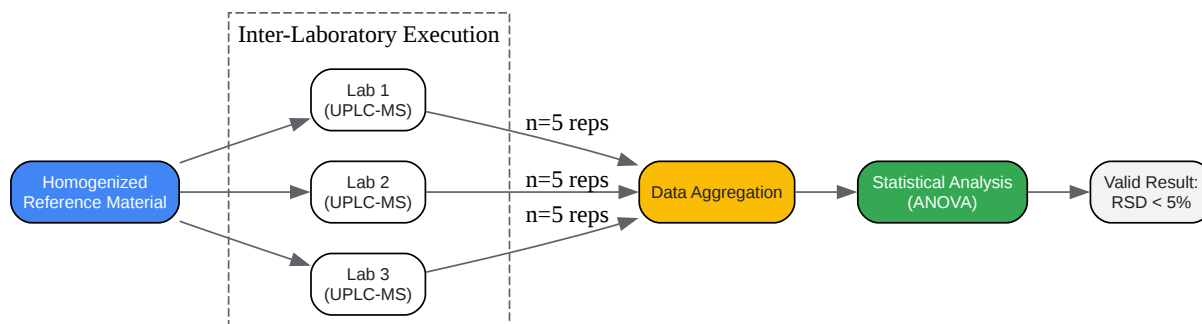 Inter-Laboratory Execution
Homogenized
Reference Material
Lab 1
(UPLC-MS)
Lab 2
(UPLC-MS)
Lab 3
(UPLC-MS)
n=5 reps
n=5 reps
n=5 reps
Data Aggregation
Statistical Analysis
(ANOVA)
Valid Result:
RSD < 5%